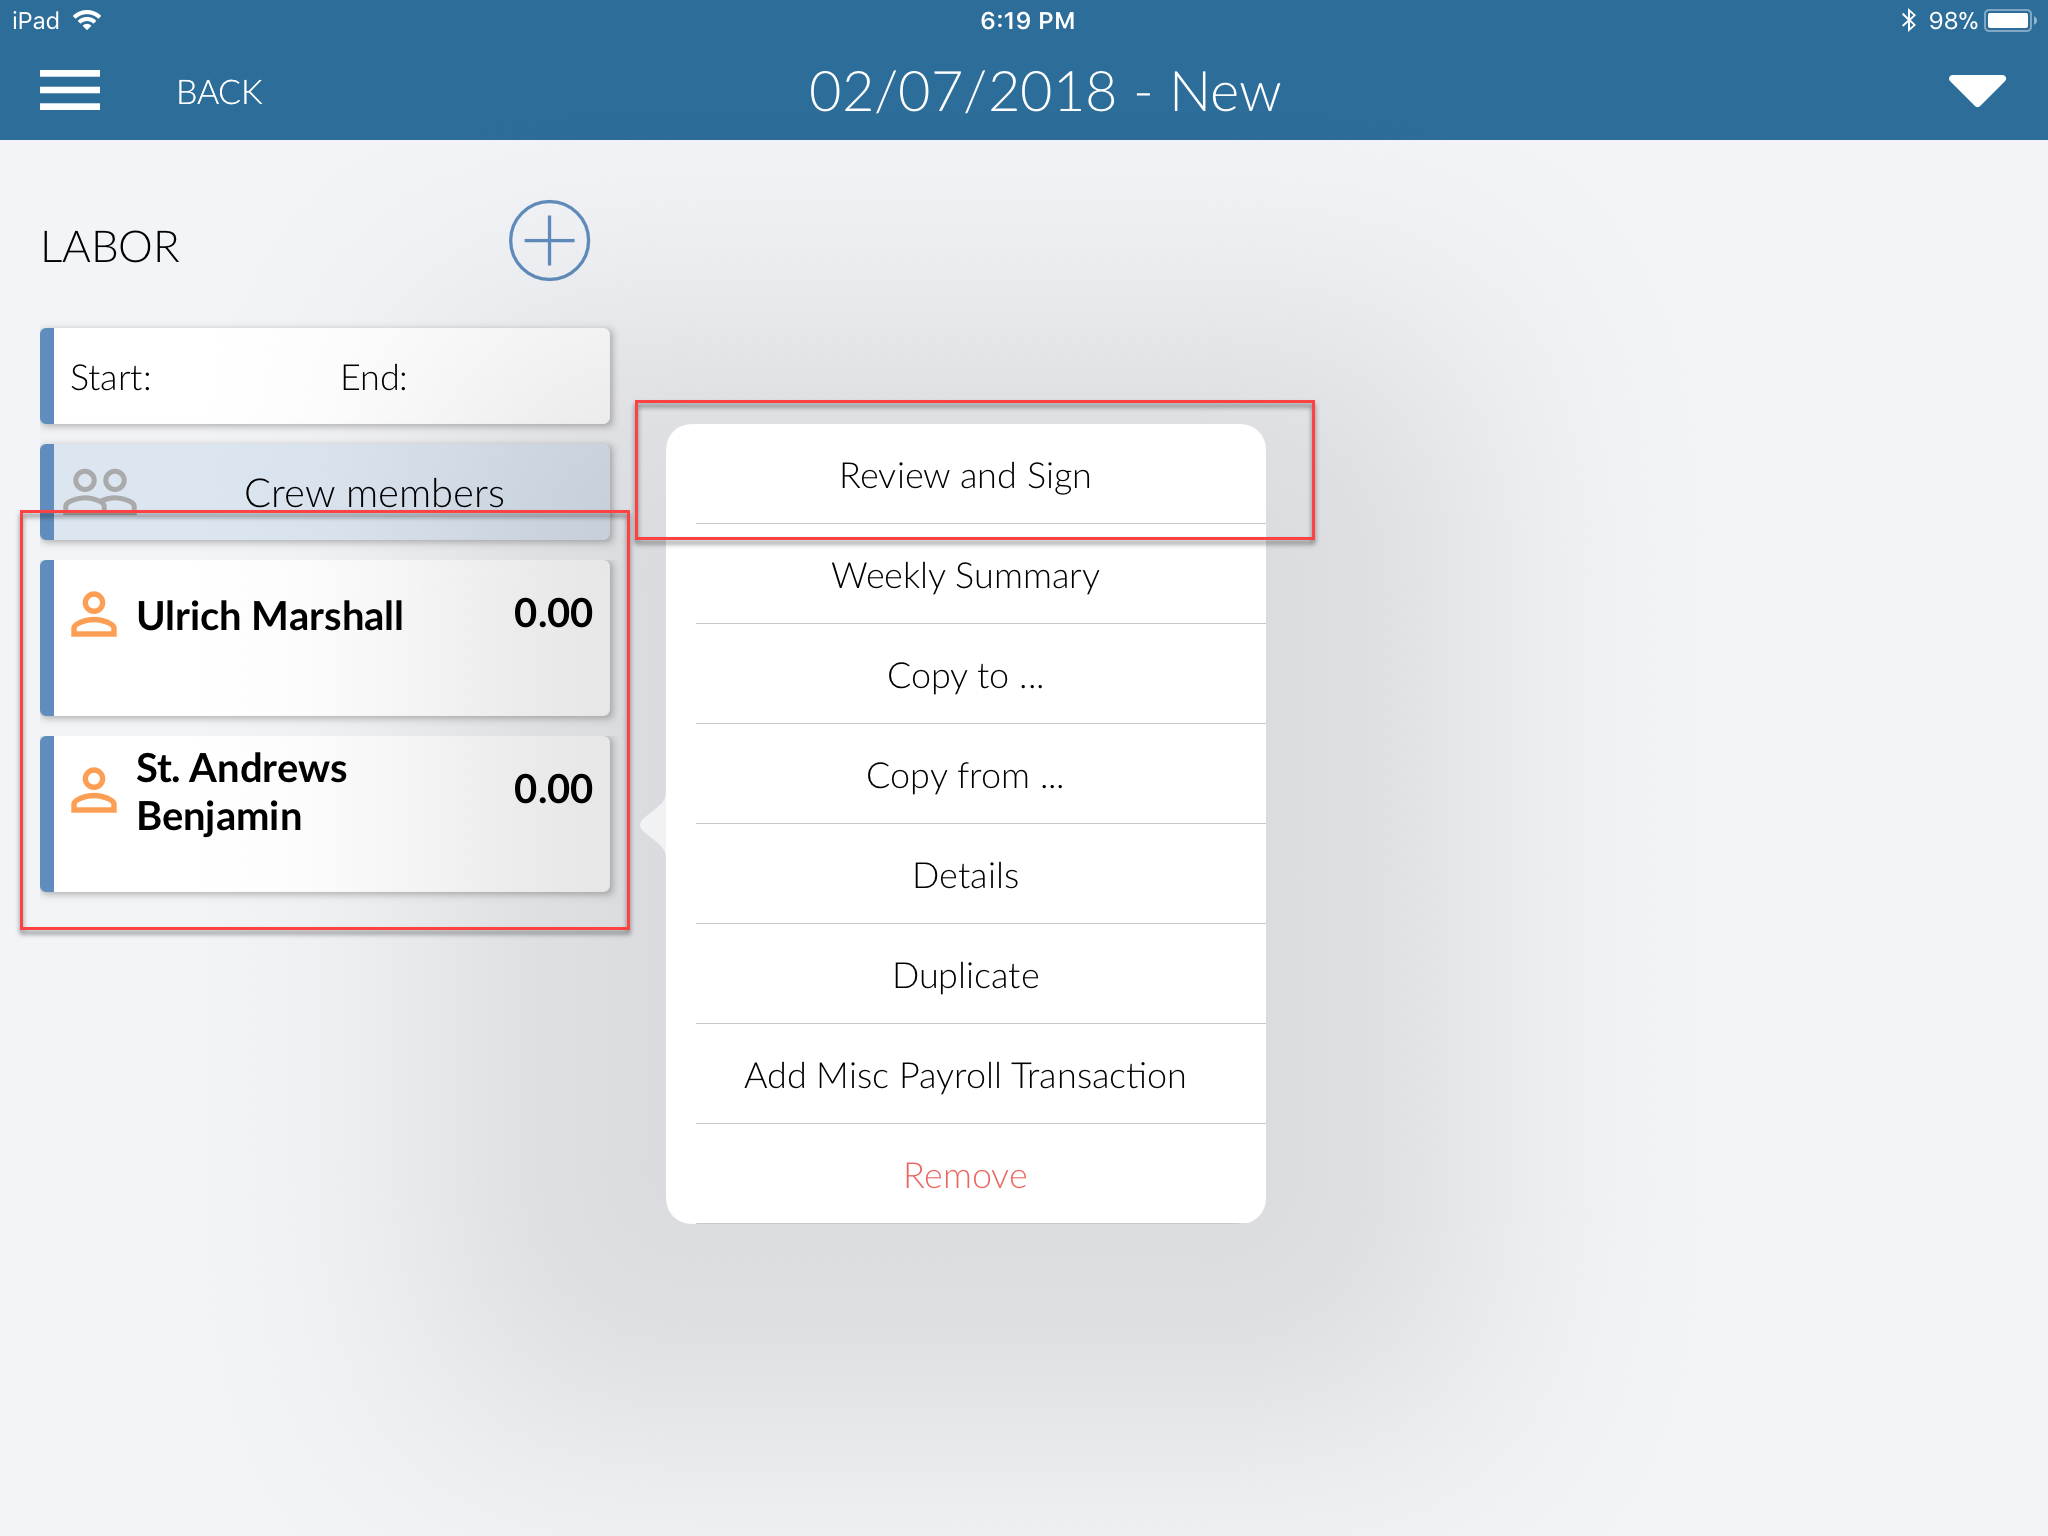 iPad 6:19 PM 98%
BACK 02/07/2018 - New
LABOR
Start: End:
Crew members
Ulrich Marshall 0.00
St. Andrews
Benjamin 0.00
Review and Sign
Weekly Summary
Copy to ...
Copy from ...
Details
Duplicate
Add Misc Payroll Transaction
Remove